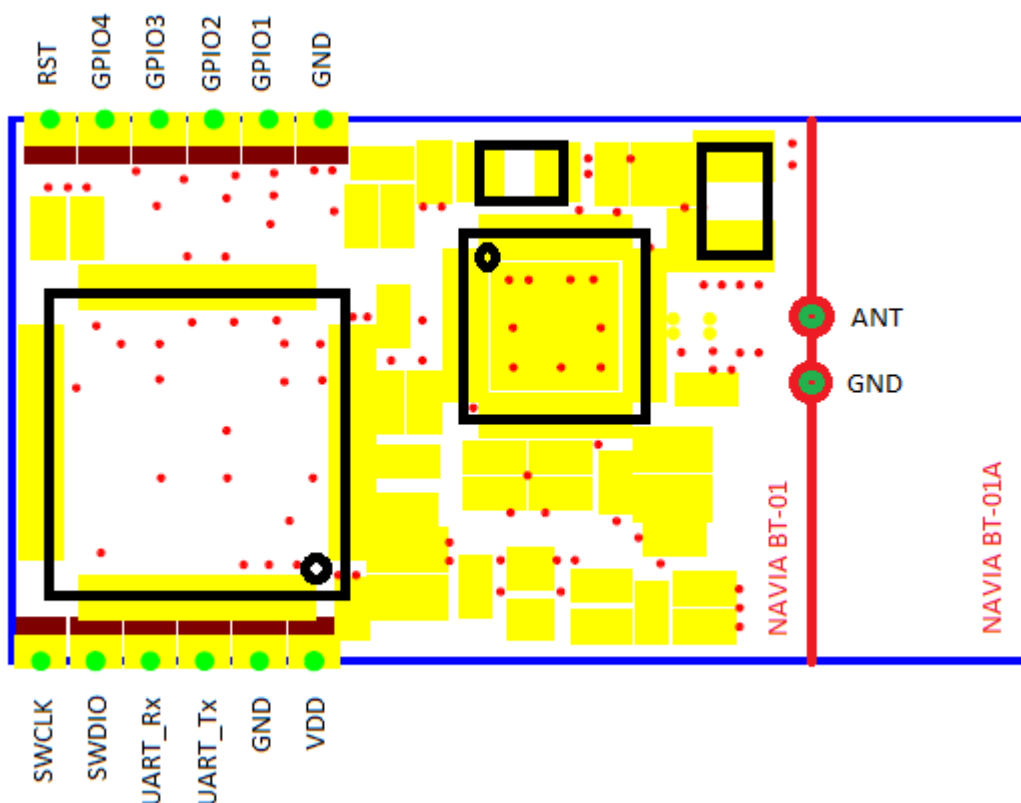 RST
GPIO4
GPIO3
GPIO2
GPIO1
GND
ANT
GND
NAVIA BT-01
NAVIA BT-01A
SWCLK
SWDIO
UART_Rx
UART_Tx
GND
VDD